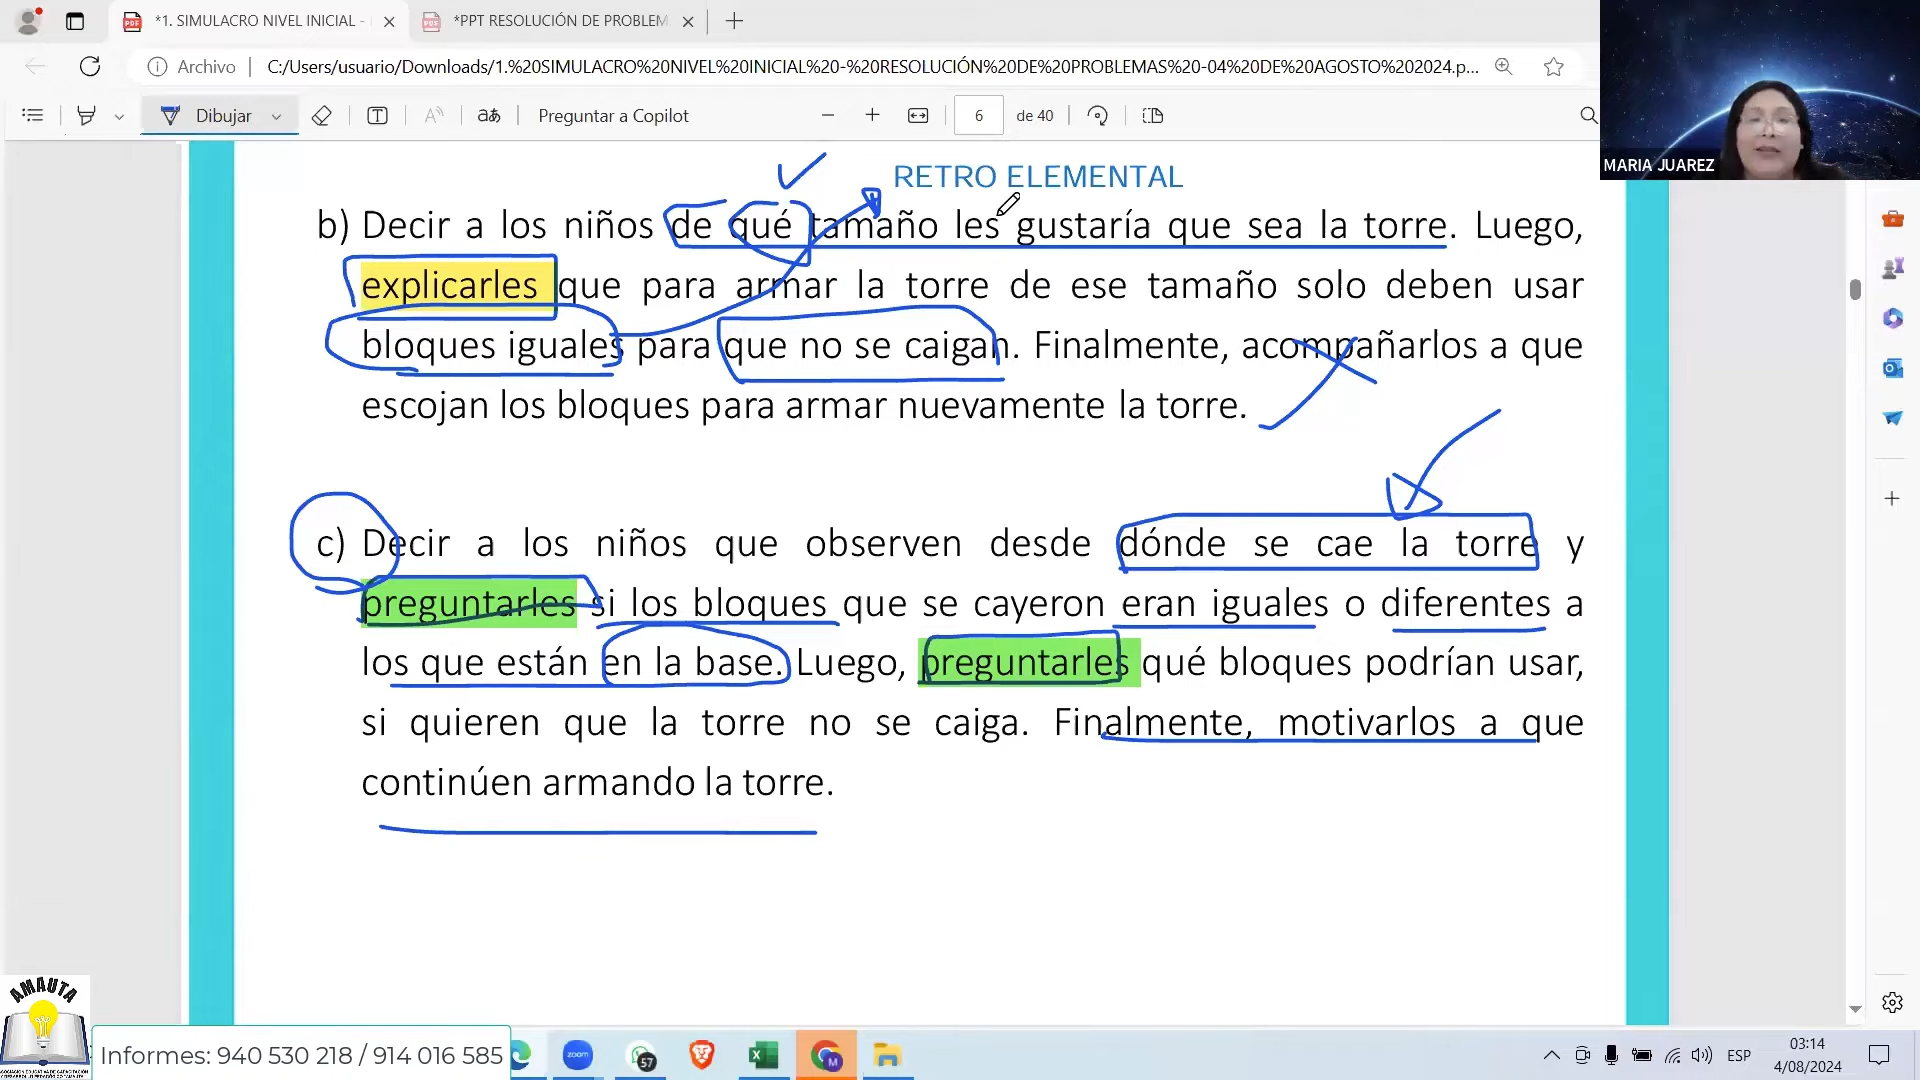 *1. SIMULACRO NIVEL INICIAL -
*PPT RESOLUCIÓN DE PROBLEM
Archivo
C:/Users/usuario/Downloads/1.%20SIMULACRO%20NIVEL%20INICIAL%20-%20RESOLUCIÓN%20DE%20PROBLEMAS%20-04%20DE%20AGOSTO%202024.p...
Dibujar
Preguntar a Copilot
6 de 40
MARIA JUAREZ
RETRO ELEMENTAL
b) Decir a los niños de qué tamaño les gustaría que sea la torre. Luego,
explicarles que para armar la torre de ese tamaño solo deben usar
bloques iguales para que no se caigan. Finalmente, acompañarlos a que
escojan los bloques para armar nuevamente la torre.
c) Decir a los niños que observen desde dónde se cae la torre y
preguntarles si los bloques que se cayeron eran iguales o diferentes a
los que están en la base. Luego, preguntarles qué bloques podrían usar,
si quieren que la torre no se caiga. Finalmente, motivarlos a que
continúen armando la torre.
AMAUTA
Informes: 940 530 218 / 914 016 585
zoom
57
M
ESP
03:14
4/08/2024